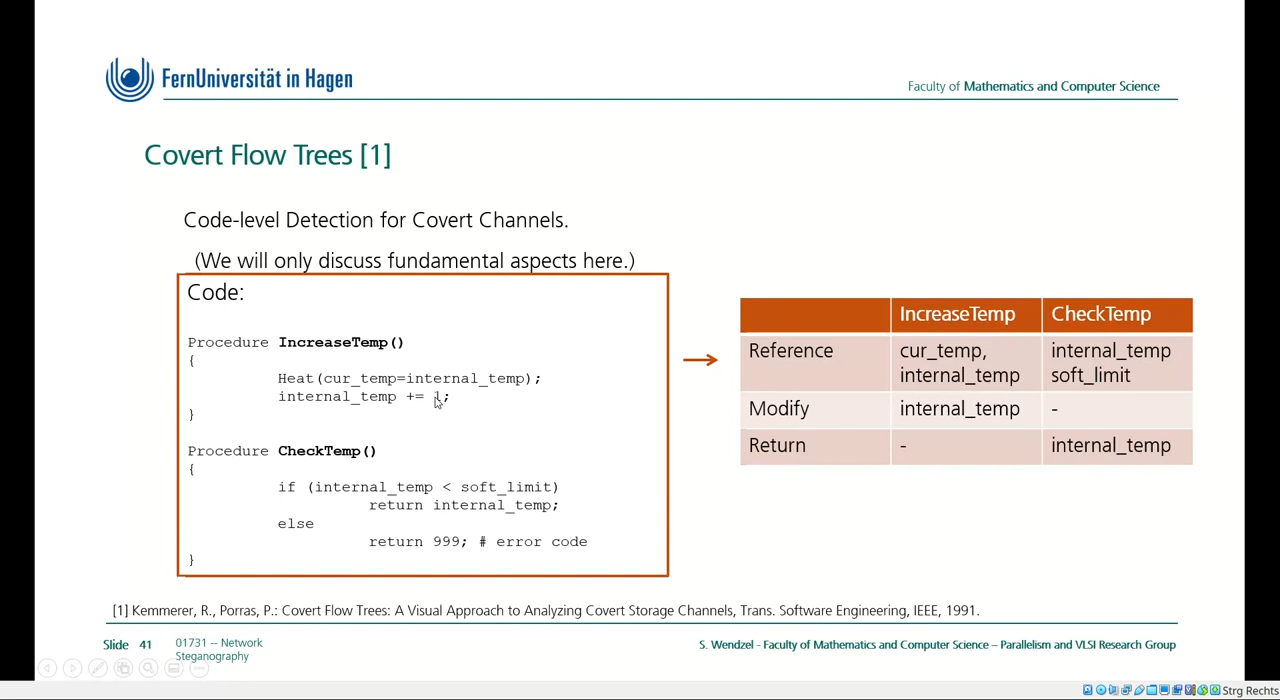 FernUniversität in Hagen
Faculty of Mathematics and Computer Science
Covert Flow Trees [1]
Code-level Detection for Covert Channels.
(We will only discuss fundamental aspects here.)
Code:
Procedure IncreaseTemp()
{
Heat(cur_temp=internal_temp);
internal_temp += 1;
}
Procedure CheckTemp()
{
if (internal_temp < soft_limit)
return internal_temp;
else
return 999; # error code
}
IncreaseTemp CheckTemp
Reference cur_temp, internal_temp
internal_temp soft_limit
Modify internal_temp -
Return - internal_temp
[1] Kemmerer, R., Porras, P.: Covert Flow Trees: A Visual Approach to Analyzing Covert Storage Channels, Trans. Software Engineering, IEEE, 1991.
Slide 41 01731 -- Network
Steganography
S. Wendzel - Faculty of Mathematics and Computer Science – Parallelism and VLSI Research Group
Strg Rechts